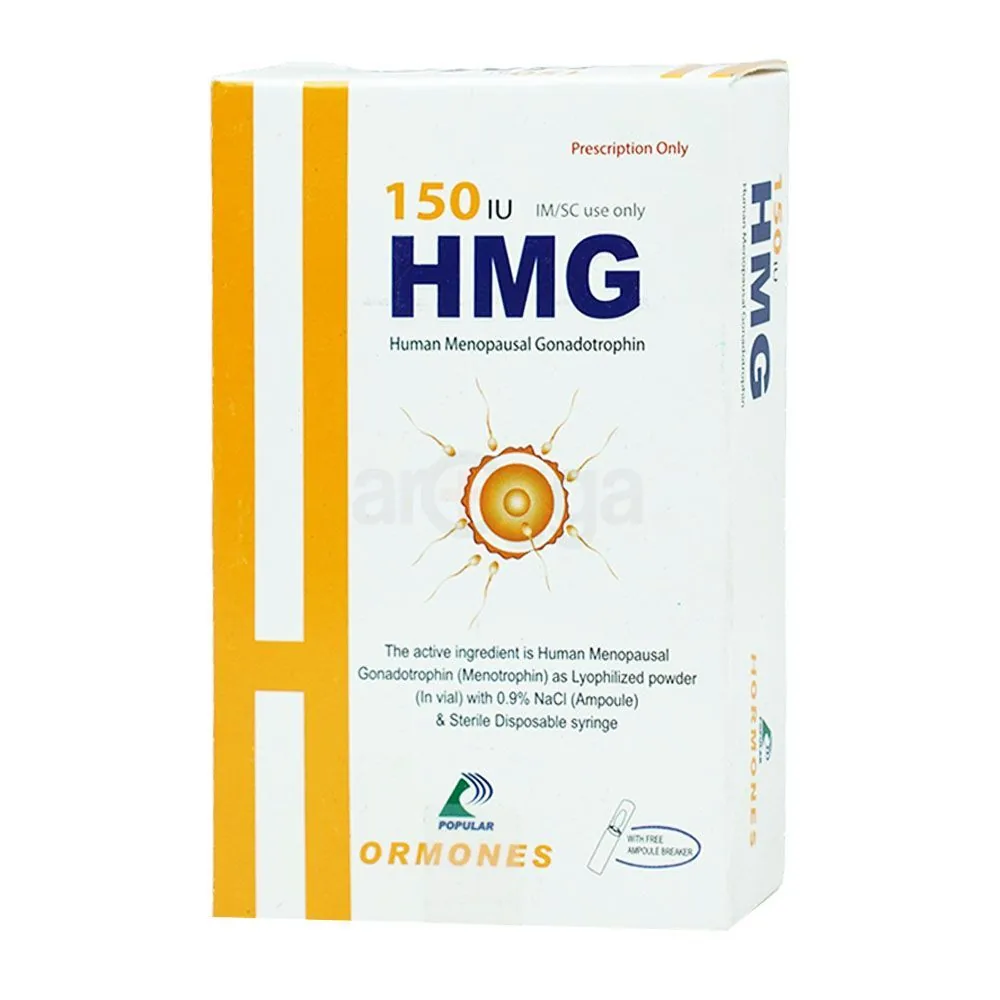 Prescription Only
150 IU IM/SC use only
HMG
Human Menopausal Gonadotrophin
The active ingredient is Human Menopausal
Gonadotrophin (Menotrophin) as Lyophilized powder
(In vial) with 0.9% NaCl (Ampoule)
& Sterile Disposable syringe
POPULAR
HORMONES
WITH FREE
AMPOULE BREAKER
150 IU
HMG
Human Menopausal Gonadotrophin
POPULAR
HORMONES